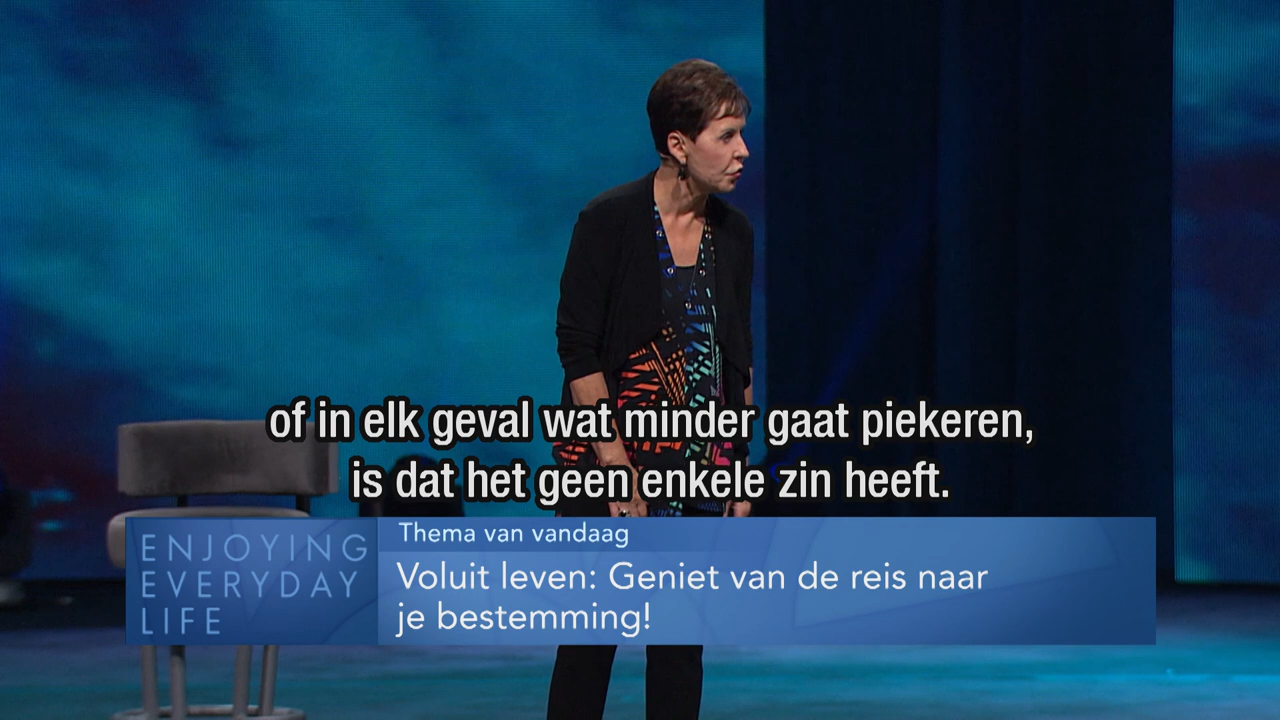 of in elk geval wat minder gaat piekeren,
is dat het geen enkele zin heeft.
ENJOYING
EVERYDAY
LIFE
Thema van vandaag
Voluit leven: Geniet van de reis naar
je bestemming!